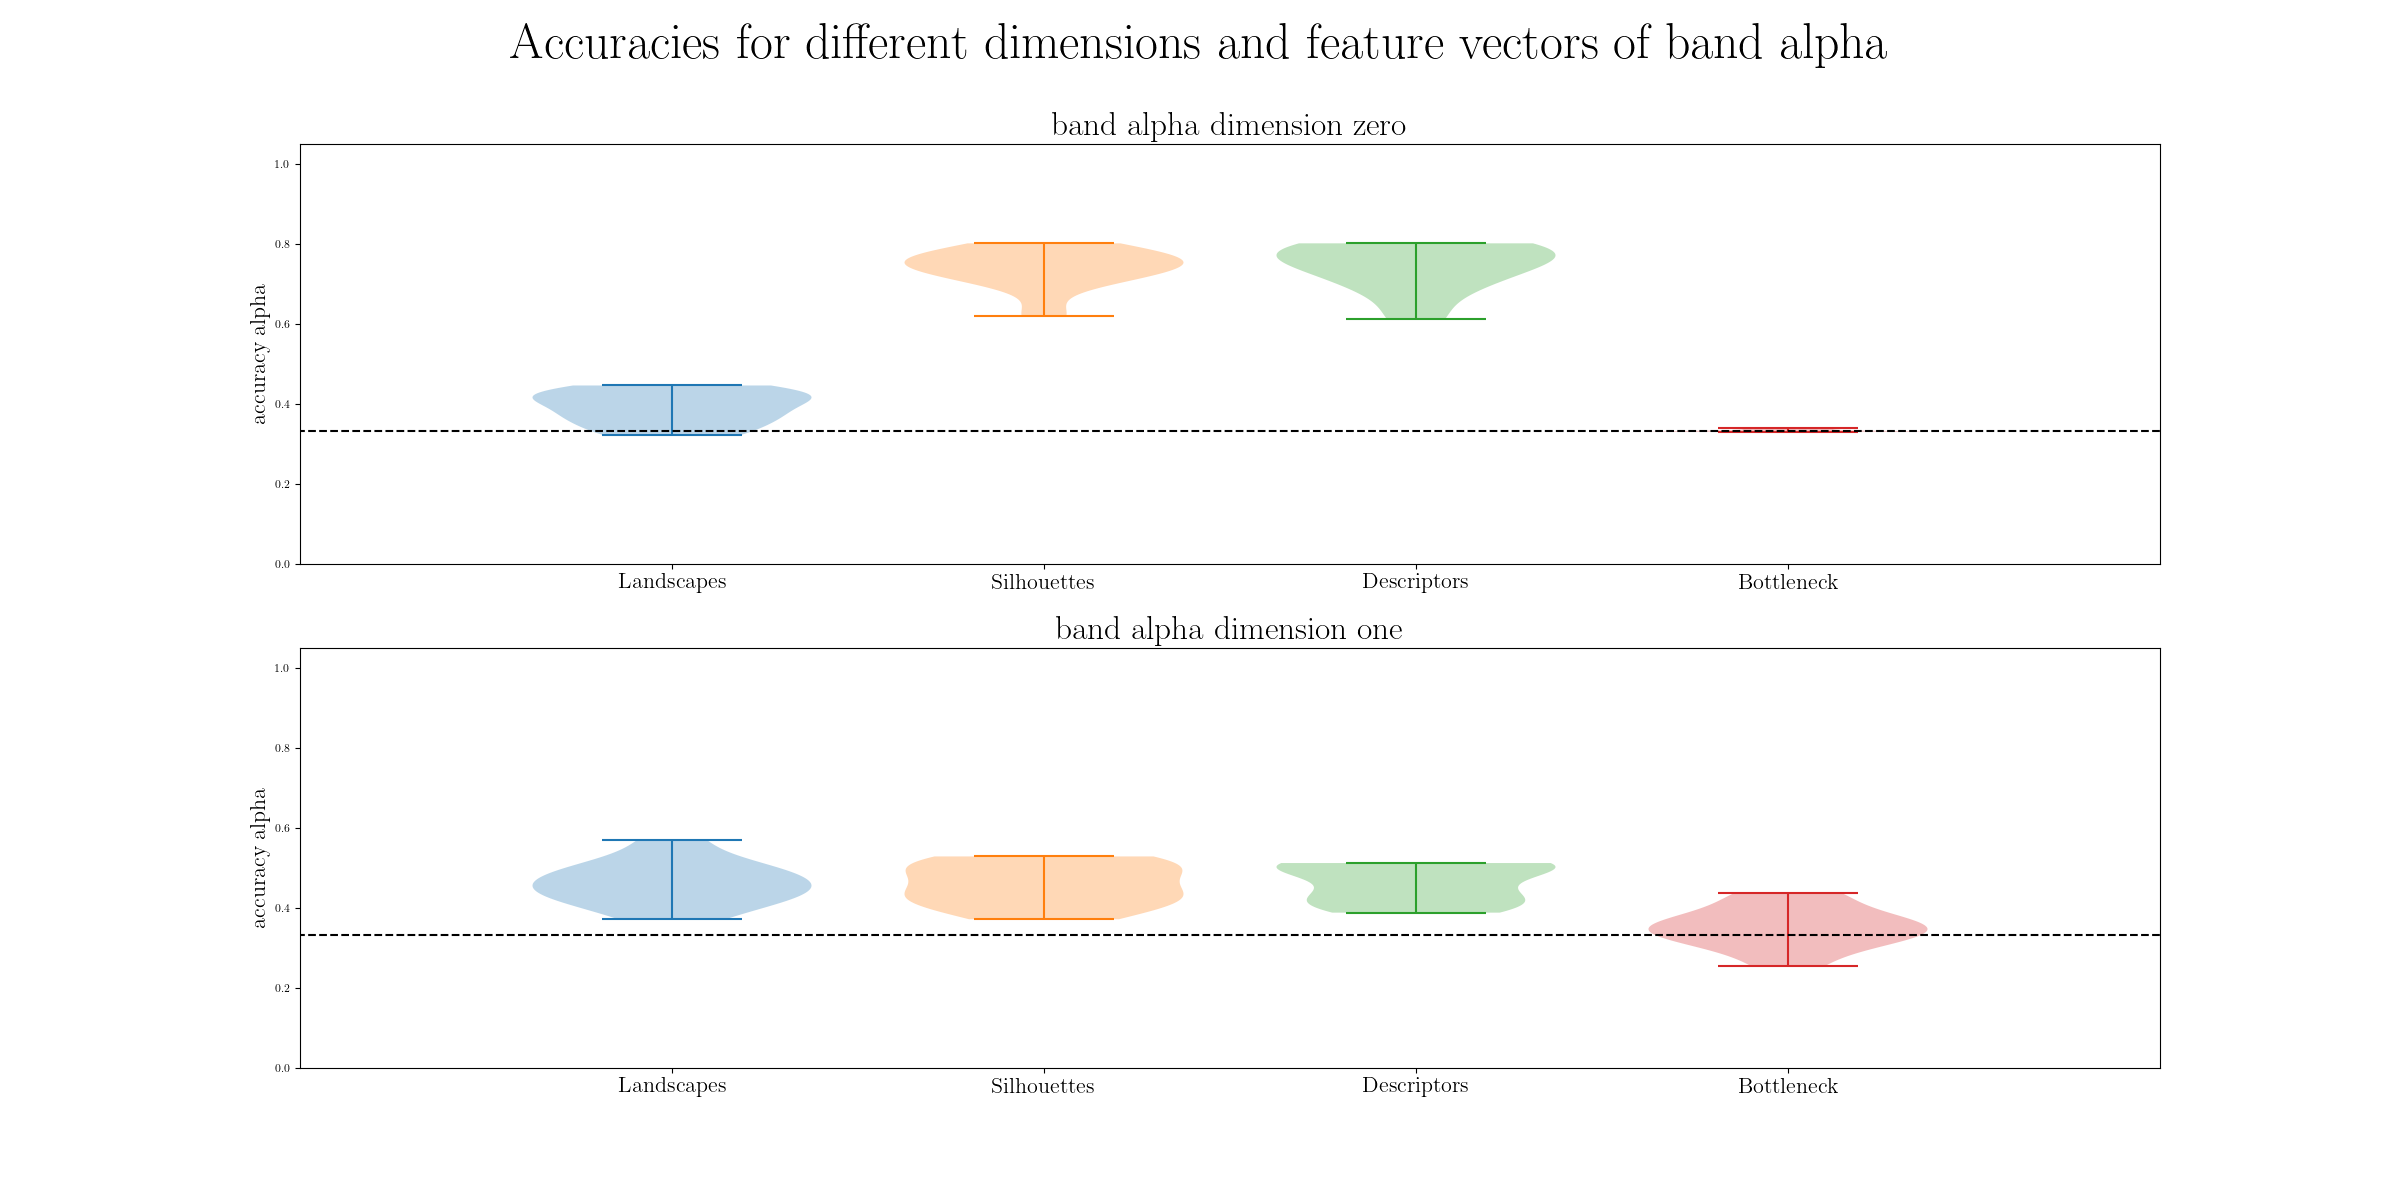 Accuracies for different dimensions and feature vectors of band alpha
band alpha dimension zero
accuracy alpha
1.0
0.8
0.6
0.4
0.2
0.0
Landscapes Silhouettes Descriptors Bottleneck
band alpha dimension one
accuracy alpha
1.0
0.8
0.6
0.4
0.2
0.0
Landscapes Silhouettes Descriptors Bottleneck